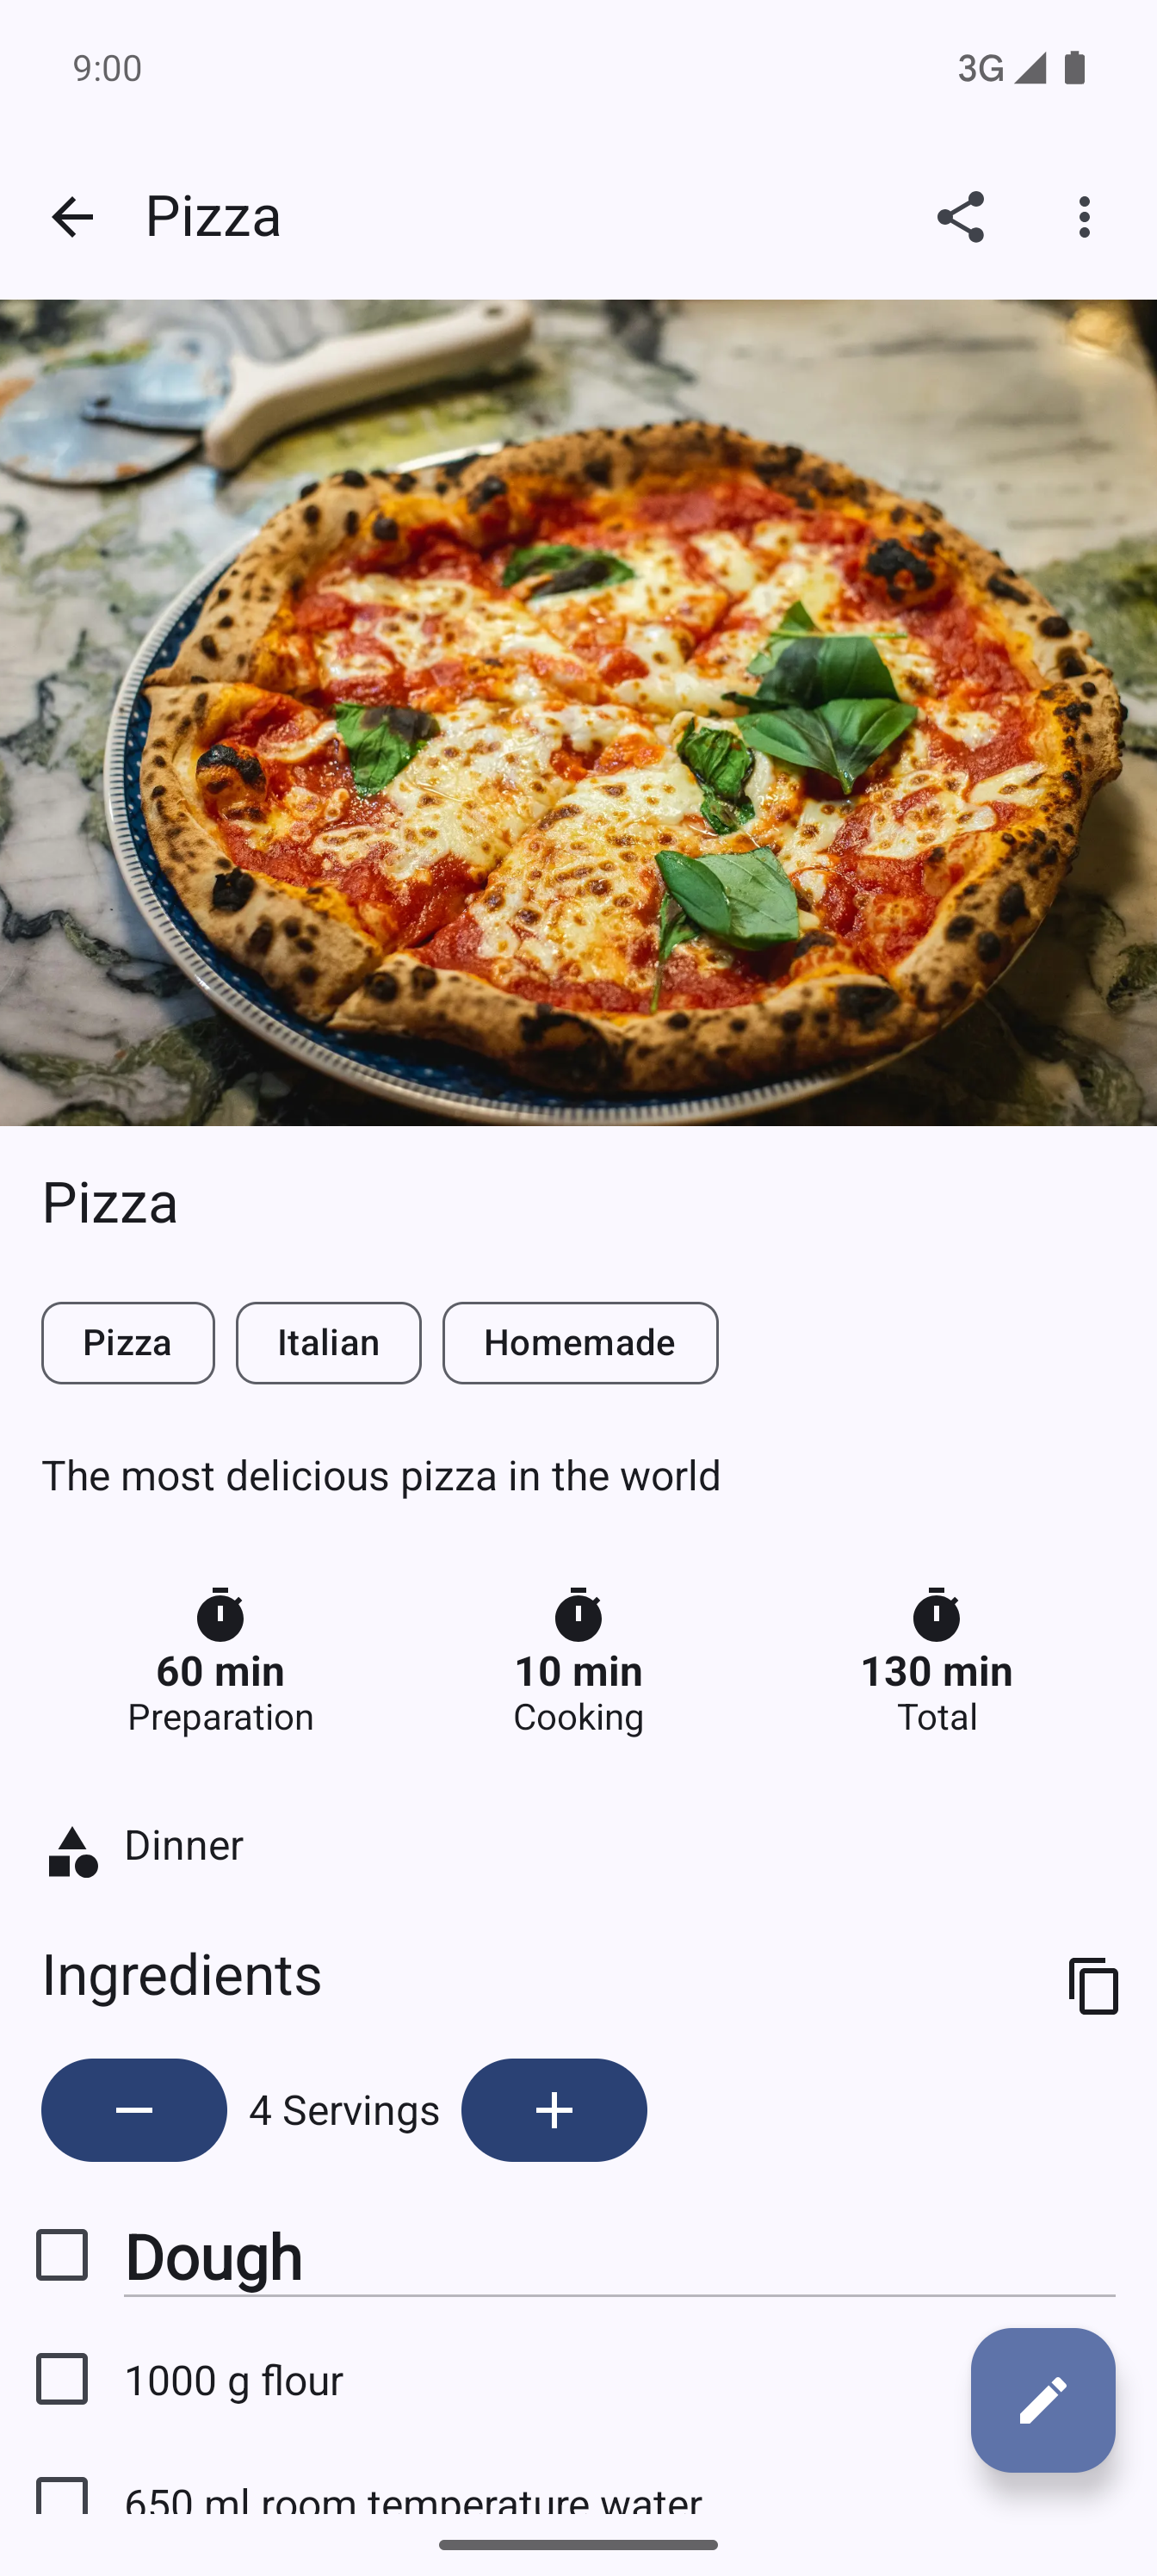 9:00 3G
Pizza
Pizza
Pizza Italian Homemade
The most delicious pizza in the world
60 min 10 min 130 min
Preparation Cooking Total
Dinner
Ingredients
4 Servings
Dough
1000 g flour
650 ml room temperature water